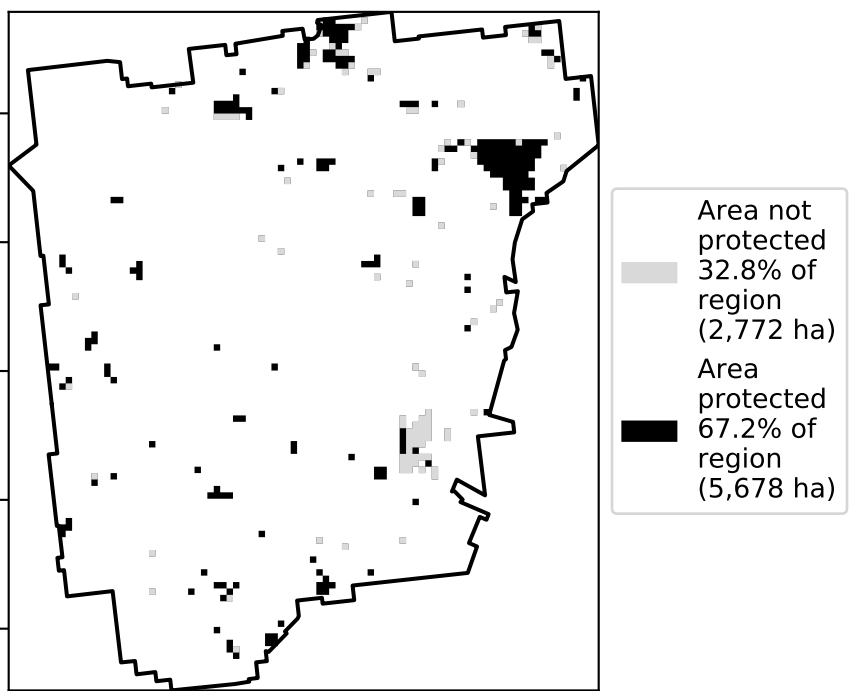 Area not
protected
32.8% of
region
(2,772 ha)
Area
protected
67.2% of
region
(5,678 ha)